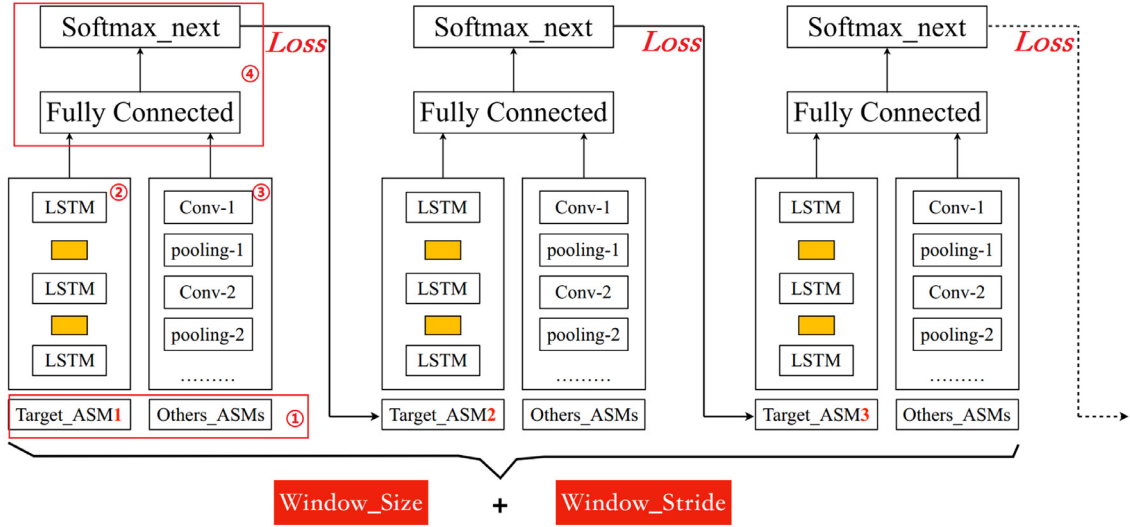 Softmax_next
Loss
④
Fully Connected
②
③
LSTM
Conv-1
pooling-1
LSTM
Conv-2
pooling-2
LSTM
.........
Target_ASM1
Others_ASMs
①
Softmax_next
Loss
Fully Connected
LSTM
Conv-1
pooling-1
LSTM
Conv-2
pooling-2
LSTM
.........
Target_ASM2
Others_ASMs
Softmax_next
Loss
Fully Connected
LSTM
Conv-1
pooling-1
LSTM
Conv-2
pooling-2
LSTM
.........
Target_ASM3
Others_ASMs
Window_Size + Window_Stride